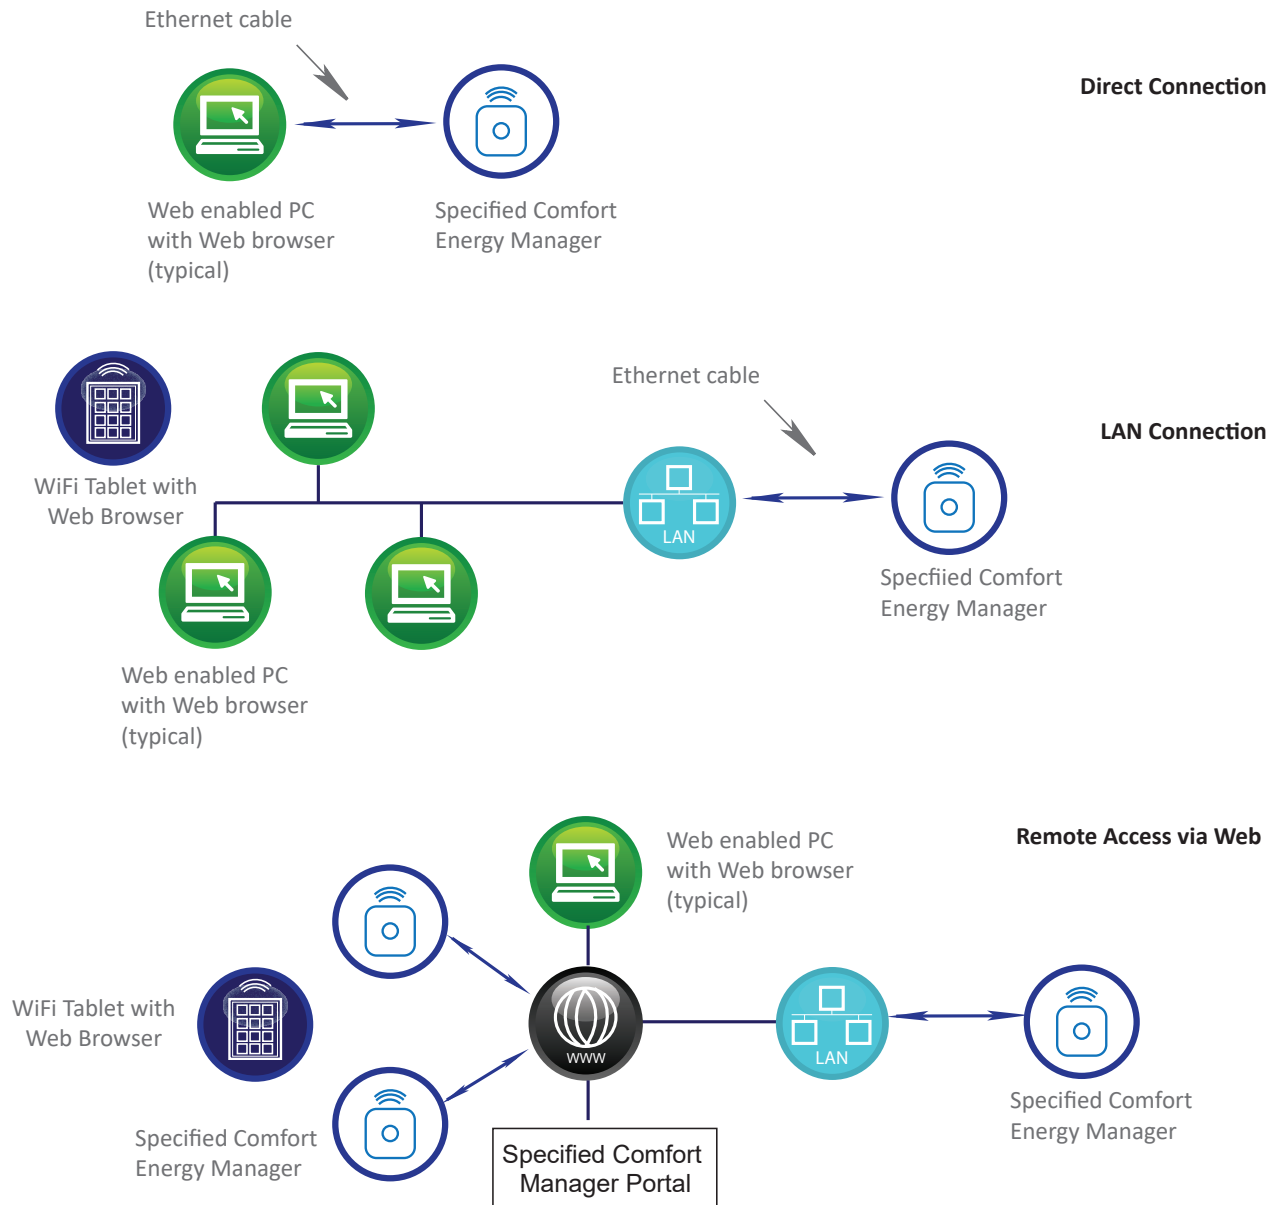 Ethernet cable
Direct Connection
Web enabled PC
with Web browser
(typical)
Specified Comfort
Energy Manager
Ethernet cable
LAN Connection
WiFi Tablet with
Web Browser
LAN
Specfiied Comfort
Energy Manager
Web enabled PC
with Web browser
(typical)
Remote Access via Web
Web enabled PC
with Web browser
(typical)
WiFi Tablet with
Web Browser
WWW
LAN
Specified Comfort
Energy Manager
Specified Comfort
Energy Manager
Specified Comfort
Manager Portal